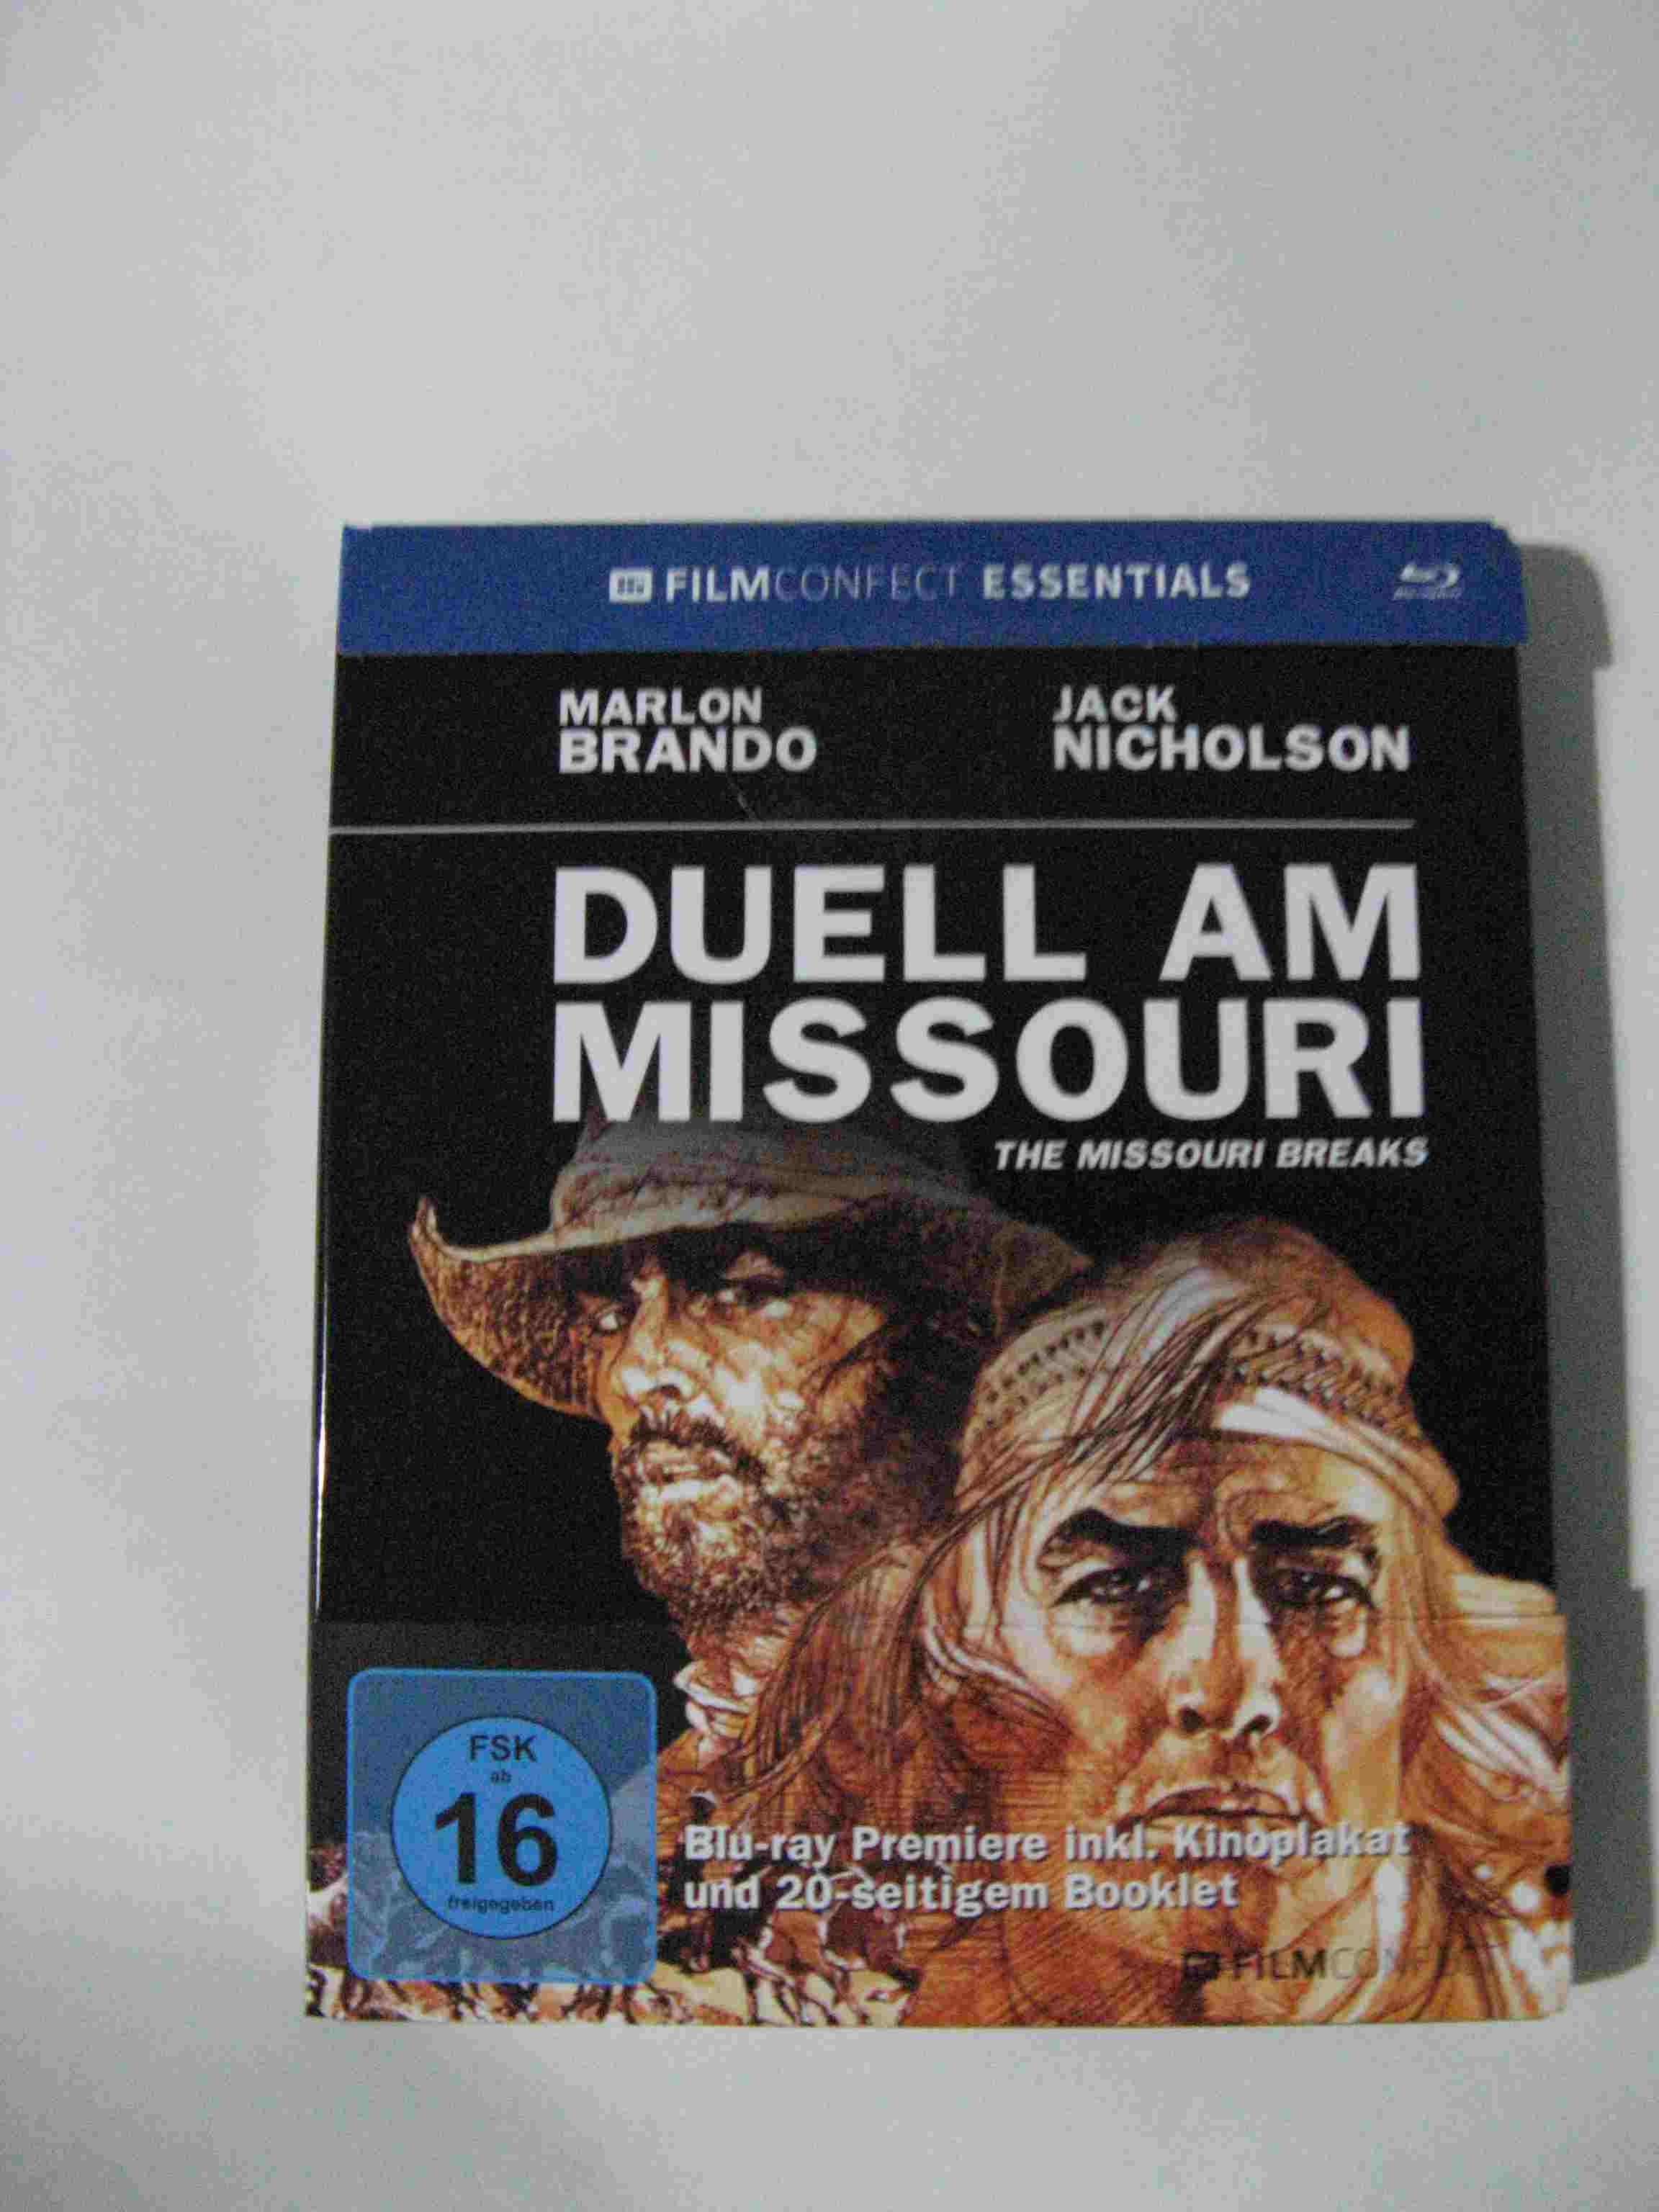 FILMCONFECT ESSENTIALS
MARLON BRANDO
JACK NICHOLSON
DUELL AM
MISSOURI
THE MISSOURI BREAKS
FSK
ab
16
freigegeben
Blu-ray Premiere inkl. Kinoplakat
und 20-seitigem Booklet
FILMCONFECT